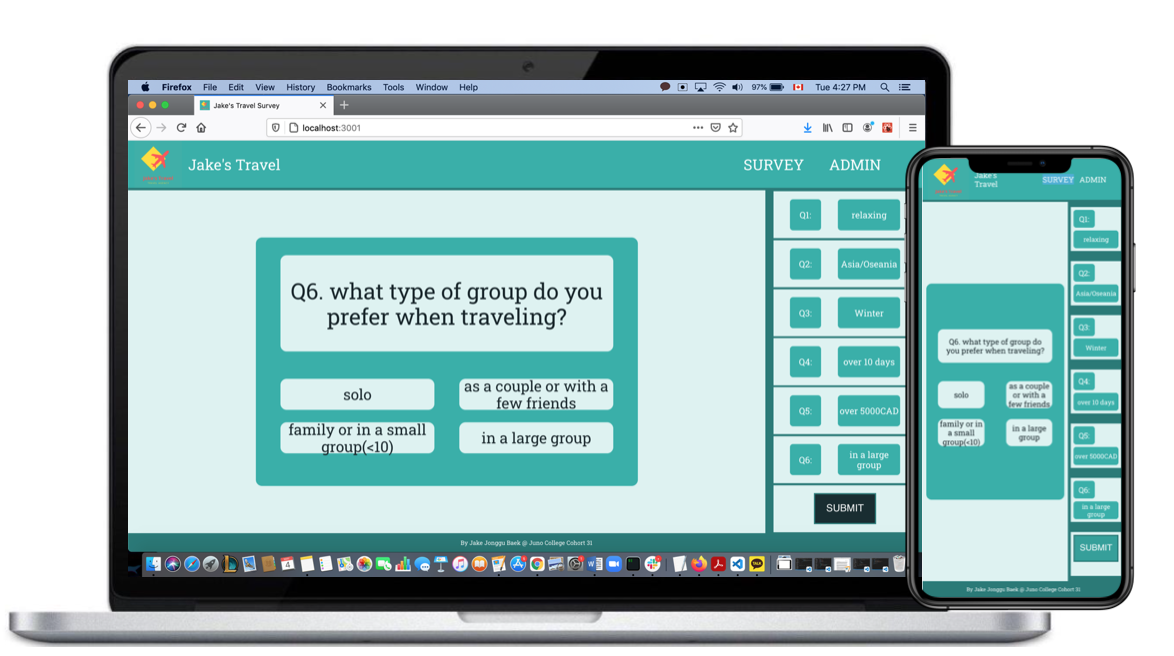 Firefox File Edit View History Bookmarks Tools Window Help 97% Tue 4:27 PM
Jake's Travel Survey
localhost:3001
Jake's Travel SURVEY ADMIN
Q6. what type of group do you
prefer when traveling?
solo
as a couple or with a
few friends
family or in a small
group(<10)
in a large group
Q1: relaxing
Q2: Asia/Oseania
Q3: Winter
Q4: over 10 days
Q5: over 5000CAD
Q6: in a large
group
SUBMIT
By Jake Jonggu Baek @ Juno College Cohort 31
Jake's
Travel
SURVEY ADMIN
Q6. what type of group do
you prefer when traveling?
solo
as a couple
or with a
few friends
family or in
a small
group(<10)
in a large
group
Q1:
relaxing
Q2:
Asia/Oseania
Q3:
Winter
Q4:
over 10 days
Q5:
over 5000CAD
Q6:
in a large
group
SUBMIT
By Jake Jonggu Baek @ Juno College Cohort 31